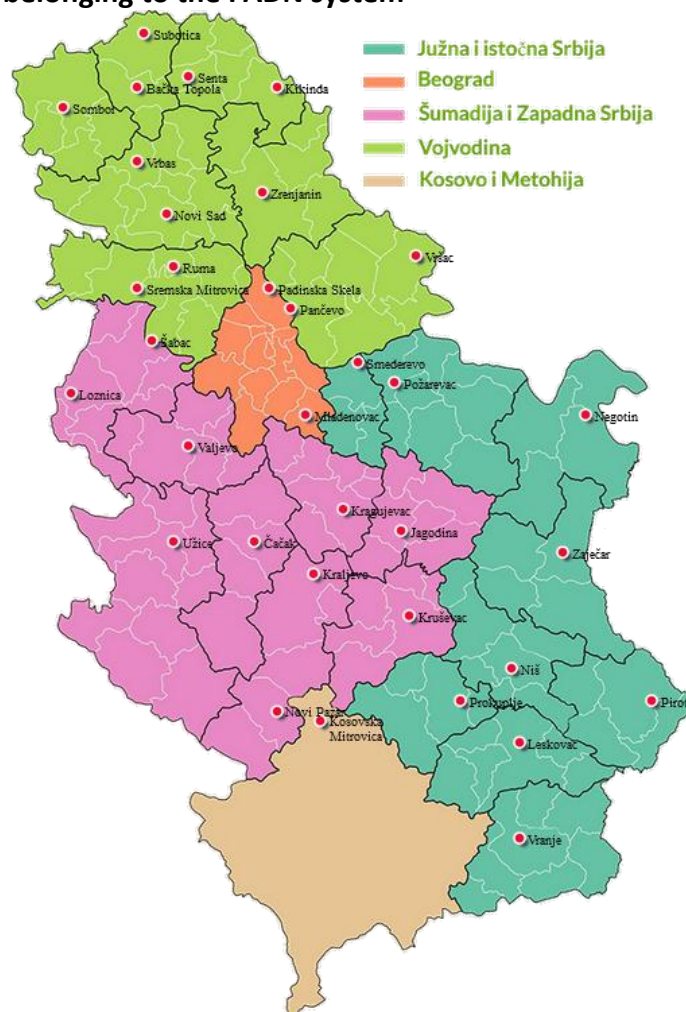 belonging to the FADN system
Južna i istočna Srbija
Beograd
Šumadija i Zapadna Srbija
Vojvodina
Kosovo i Metohija
Subotica
Senta
Bačka Topola
Kikinda
Sombor
Vrbas
Zrenjanin
Novi Sad
Vršac
Ruma
Sremska Mitrovica
Padinska Skela
Pančevo
Šabac
Smederevo
Požarevac
Loznica
Mladenovac
Negotin
Valjevo
Kragujevac
Jagodina
Užice
Čačak
Zaječar
Kraljevo
Kruševac
Niš
Prokuplje
Pirot
Novi Pazar
Kosovska
Mitrovica
Leskovac
Vranje